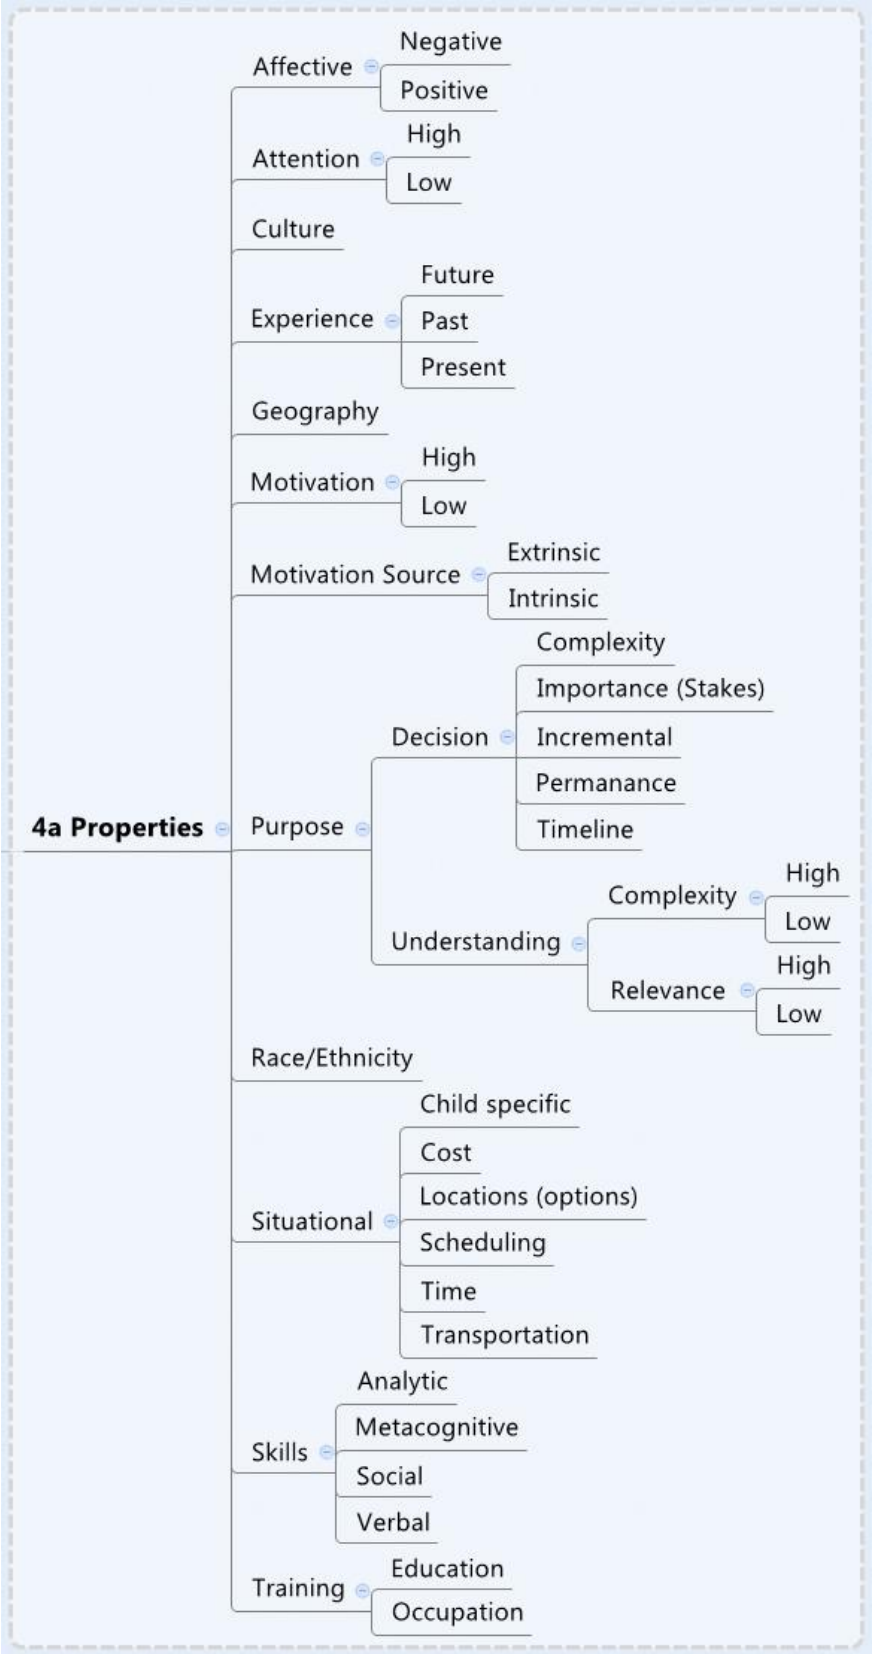 Negative
Affective
Positive
High
Attention
Low
Culture
Future
Experience
Past
Present
Geography
High
Motivation
Low
Extrinsic
Motivation Source
Intrinsic
Complexity
Importance (Stakes)
Decision
Incremental
Permanance
4a Properties
Purpose
Timeline
High
Complexity
Low
Understanding
High
Relevance
Low
Race/Ethnicity
Child specific
Cost
Locations (options)
Situational
Scheduling
Time
Transportation
Analytic
Metacognitive
Skills
Social
Verbal
Education
Training
Occupation